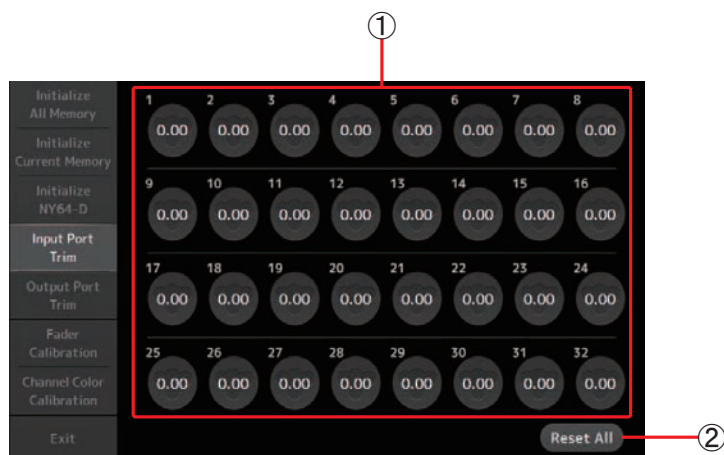 ①
Initialize
All Memory
Initialize
Current Memory
Initialize
NY64-D
Input Port
Trim
Output Port
Trim
Fader
Calibration
Channel Color
Calibration
Exit
1 2 3 4 5 6 7 8
0.00 0.00 0.00 0.00 0.00 0.00 0.00 0.00
9 10 11 12 13 14 15 16
0.00 0.00 0.00 0.00 0.00 0.00 0.00 0.00
17 18 19 20 21 22 23 24
0.00 0.00 0.00 0.00 0.00 0.00 0.00 0.00
25 26 27 28 29 30 31 32
0.00 0.00 0.00 0.00 0.00 0.00 0.00 0.00
Reset All ②